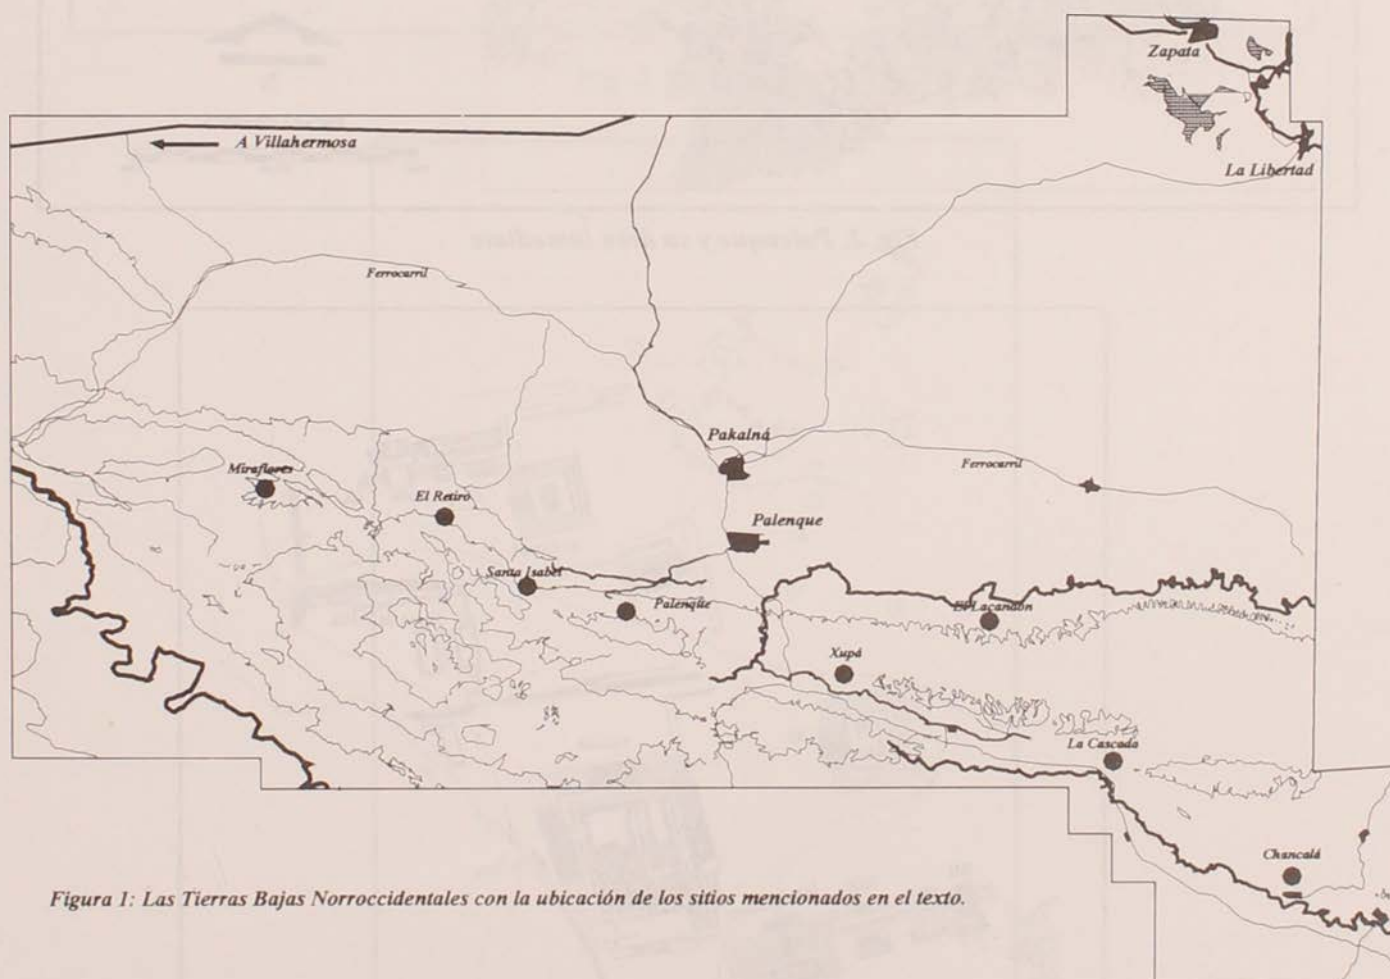 Zapata
A Villahermosa
La Libertad
Ferrocarril
Pakalná
Ferrocarril
Miraflores
El Retiro
Palenque
Santa Isabel
Palenque
El Lacandón
Xupá
La Cascada
Chancalá
Figura 1: Las Tierras Bajas Norroccidentales con la ubicación de los sitios mencionados en el texto.